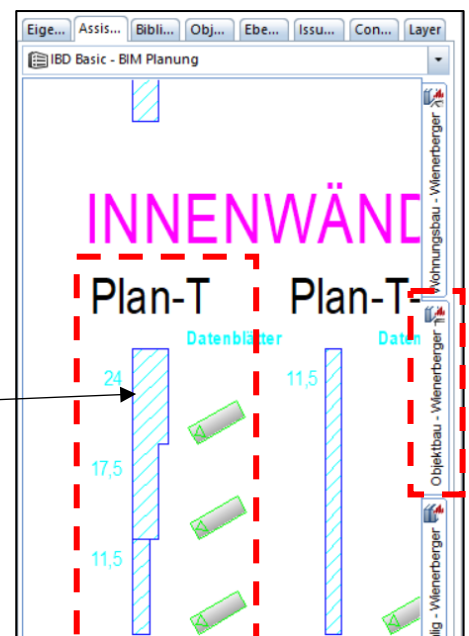 Eige... Assis... Bibli... Obj... Ebe... Issu... Con... Layer
IBD Basic - BIM Planung
INNENWÄND
Plan-T Plan-T-
Datenblätter Daten
24 11,5
17,5
11,5
Wohnungsbau - Wienerberger
Objektbau - Wienerberger
lig - Wienerberger